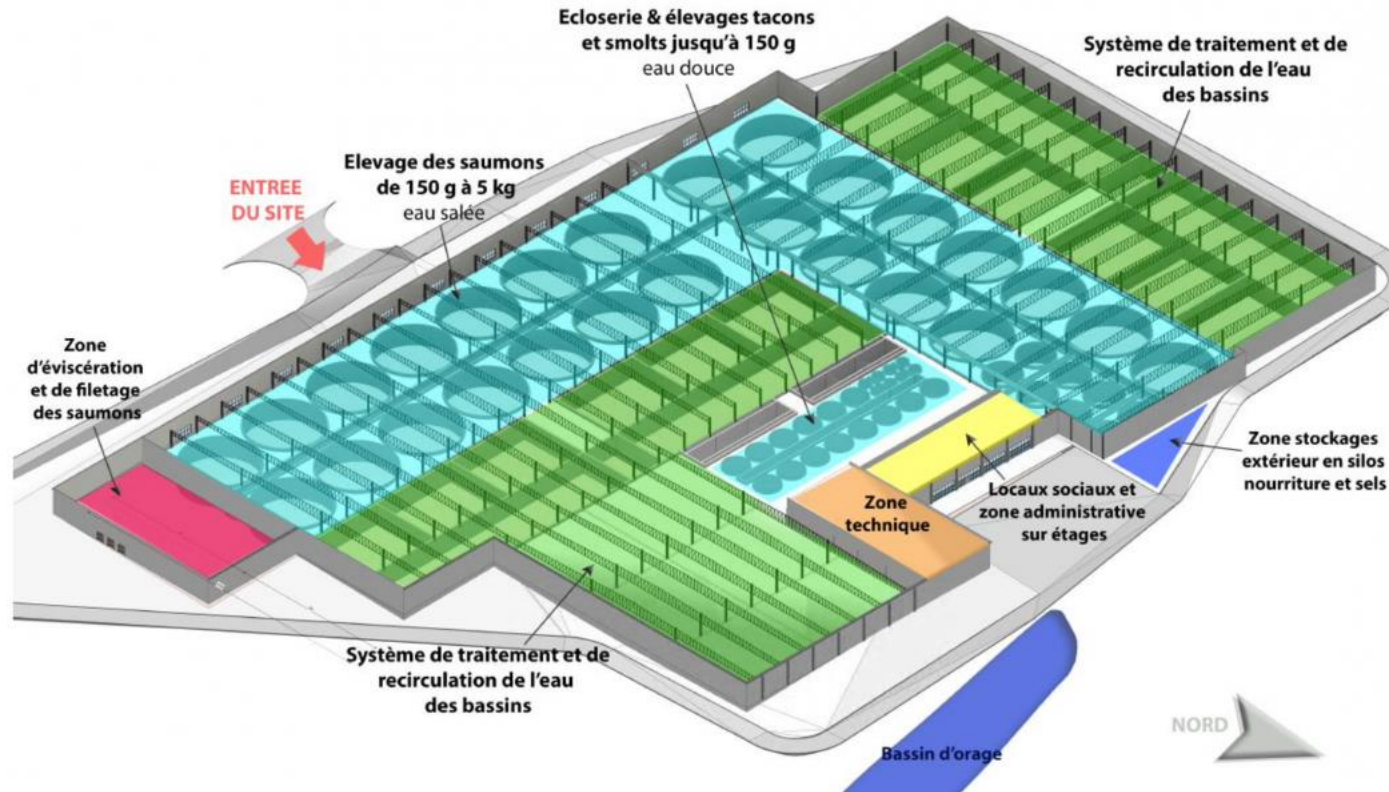 Ecloserie & élevages tacons
et smolts jusqu'à 150 g
eau douce
Système de traitement et de
recirculation de l'eau
des bassins
Elevage des saumons
de 150 g à 5 kg
eau salée
ENTREE
DU SITE
Zone
d'éviscération
et de filetage
des saumons
Zone stockages
extérieur en silos
nourriture et sels
Zone
technique
Locaux sociaux et
zone administrative
sur étages
Système de traitement et de
recirculation de l'eau
des bassins
NORD
Bassin d'orage